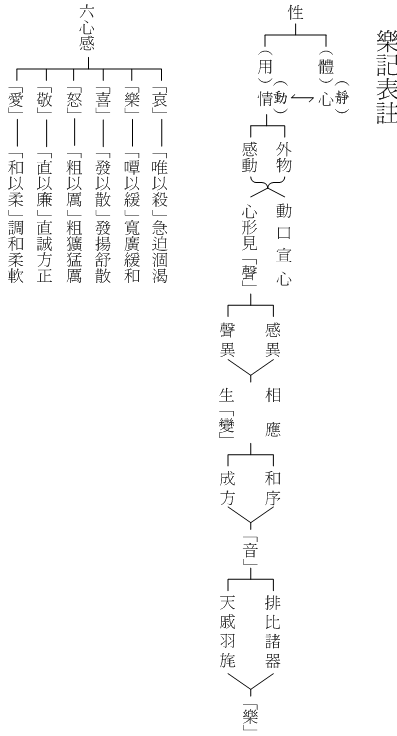 樂記表註
性
（體）心（靜）
（用）情（動）
外物
感動
動口宣心
心形見「聲」
感異
聲異
相應
生「變」
和序
成方
「音」
排比諸器
天戚羽旄
「樂」
六心感
「哀」「唯以殺」急迫涸渴
「樂」「嘽以緩」寬廣緩和
「喜」「發以散」發揚舒散
「怒」「粗以厲」粗獷猛厲
「敬」「直以廉」直誠方正
「愛」「和以柔」調和柔軟